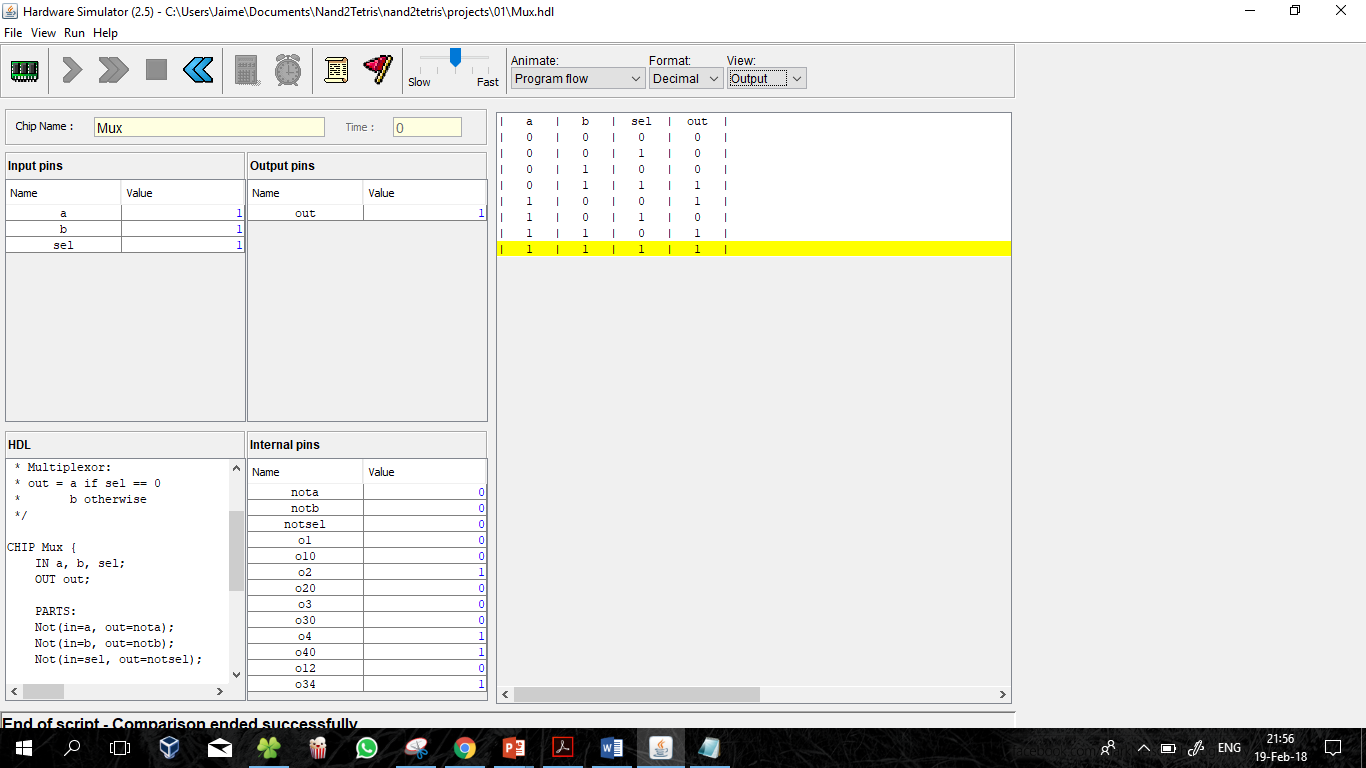 Hardware Simulator (2.5) - C:\Users\Jaime\Documents\Nand2Tetris\nand2tetris\projects\01\Mux.hdl
File View Run Help
Slow Fast
Animate: Format: View:
Program flow Decimal Output
Chip Name : Mux Time : 0
Input pins
Name Value
a 1
b 1
sel 1
Output pins
Name Value
out 1
HDL
* Multiplexor:
* out = a if sel == 0
* b otherwise
*/
CHIP Mux {
IN a, b, sel;
OUT out;
PARTS:
Not(in=a, out=nota);
Not(in=b, out=notb);
Not(in=sel, out=notsel);
Internal pins
Name Value
nota 0
notb 0
notsel 0
o1 0
o10 0
o2 1
o20 0
o3 0
o30 0
o4 1
o40 1
o12 0
o34 1
| a | b | sel | out |
| 0 | 0 | 0 | 0 |
| 0 | 0 | 1 | 0 |
| 0 | 1 | 0 | 0 |
| 0 | 1 | 1 | 1 |
| 1 | 0 | 0 | 1 |
| 1 | 0 | 1 | 0 |
| 1 | 1 | 0 | 1 |
| 1 | 1 | 1 | 1 |
End of script - Comparison ended successfully
ENG
21:56
19-Feb-18